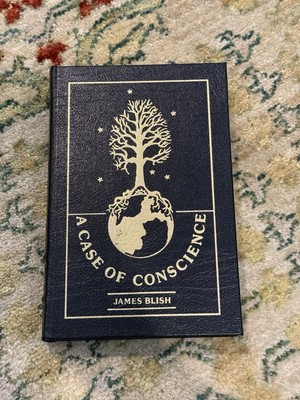 A CASE OF CONSCIENCE
JAMES BLISH